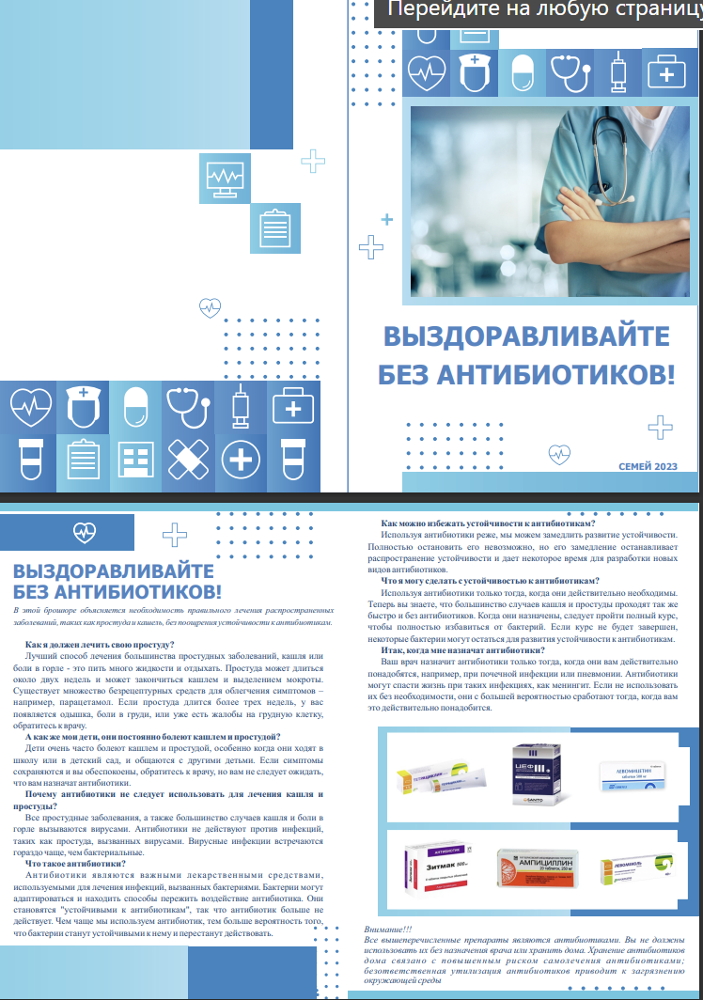 Перейдите на любую страницу
ВЫЗДОРАВЛИВАЙТЕ
БЕЗ АНТИБИОТИКОВ!
СЕМЕЙ 2023
ВЫЗДОРАВЛИВАЙТЕ
БЕЗ АНТИБИОТИКОВ!
В этой брошюре объясняется необходимость правильного лечения распространенных
заболеваний, таких как простуда и кашель, без поощрения устойчивости к антибиотикам.
Как я должен лечить свою простуду?
Лучший способ лечения большинства простудных заболеваний, кашля или
боли в горле - это пить много жидкости и отдыхать. Простуда может длиться
около двух недель и может закончиться кашлем и выделением мокроты.
Существует множество безрецептурных средств для облегчения симптомов –
например, парацетамол. Если простуда длится более трех недель, у вас
появляется одышка, боли в груди, или уже есть жалобы на грудную клетку,
обратитесь к врачу.
А как же мои дети, они постоянно болеют кашлем и простудой?
Дети очень часто болеют кашлем и простудой, особенно когда они ходят в
школу или в детский сад, и общаются с другими детьми. Если симптомы
сохраняются и вы обеспокоены, обратитесь к врачу, но вам не следует ожидать,
что вам назначат антибиотики.
Почему антибиотики не следует использовать для лечения кашля и
простуды?
Все простудные заболевания, а также большинство случаев кашля и боли в
горле вызываются вирусами. Антибиотики не действуют против инфекций,
таких как простуда, вызванных вирусами. Вирусные инфекции встречаются
гораздо чаще, чем бактериальные.
Что такое антибиотики?
Антибиотики являются важными лекарственными средствами,
используемыми для лечения инфекций, вызванных бактериями. Бактерии могут
адаптироваться и находить способы пережить воздействие антибиотика. Они
становятся "устойчивыми к антибиотикам", так что антибиотик больше не
действует. Чем чаще мы используем антибиотик, тем больше вероятность того,
что бактерии станут устойчивыми к нему и перестанут действовать.
Как можно избежать устойчивости к антибиотикам?
Используя антибиотики реже, мы можем замедлить развитие устойчивости.
Полностью остановить его невозможно, но его замедление останавливает
распространение устойчивости и дает некоторое время для разработки новых
видов антибиотиков.
Что я могу сделать с устойчивостью к антибиотикам?
Используя антибиотики только тогда, когда они действительно необходимы.
Теперь вы знаете, что большинство случаев кашля и простуды проходят так же
быстро и без антибиотиков. Когда они назначены, следует пройти полный курс,
чтобы полностью избавиться от бактерий. Если курс не будет завершен,
некоторые бактерии могут остаться для развития устойчивости к антибиотикам.
Итак, когда мне назначат антибиотики?
Ваш врач назначит антибиотики только тогда, когда они вам действительно
понадобятся, например, при почечной инфекции или пневмонии. Антибиотики
могут спасти жизнь при таких инфекциях, как менингит. Если не использовать
их без необходимости, они с большей вероятностью сработают тогда, когда вам
это действительно понадобится.
ТЕТРАЦИКЛИН
ЦЕФ III.
SANTO
ЛЕВОМИЦЕТИН
таблетки 500 мг
АНТИБИОТИК
Зитмак 500
АМПИЦИЛЛИН
20 таблеток, 250 мг
ЛЕВОМЕКОЛЬ
Внимание!!!
Все вышеперечисленные препараты являются антибиотиками. Вы не должны
использовать их без назначения врача или хранить дома. Хранение антибиотиков
дома связано с повышенным риском самолечения антибиотиками;
безответственная утилизация антибиотиков приводит к загрязнению
окружающей среды